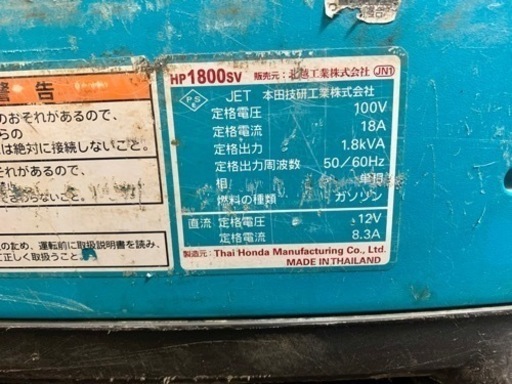 警告
のおそれがあるので、
らの
は絶対に接続しないこと。
それがあるので、
ないこと。
のため、運転前に取扱説明書を読み、
正しく取扱うこと。
HP1800SV 販売元：北越工業株式会社 JN1
PSE JET 本田技研工業株式会社
定格電圧 100V
定格電流 18A
定格出力 1.8kVA
定格出力周波数 50／60Hz
相 単相
燃料の種類 ガソリン
直流 定格電圧 12V
定格電流 8.3A
製造元：Thai Honda Manufacturing Co., Ltd.
MADE IN THAILAND